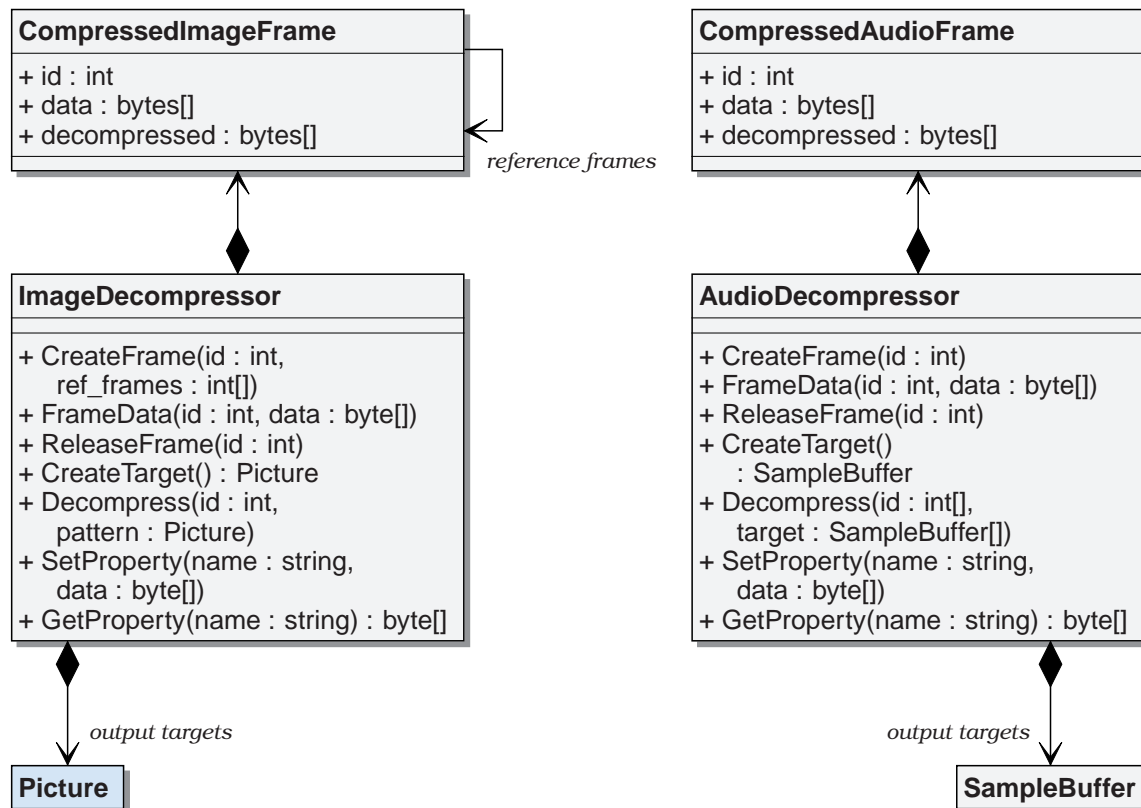 CompressedImageFrame
+ id : int
+ data : bytes[]
+ decompressed : bytes[]
reference frames
ImageDecompressor
+ CreateFrame(id : int,
ref_frames : int[])
+ FrameData(id : int, data : byte[])
+ ReleaseFrame(id : int)
+ CreateTarget() : Picture
+ Decompress(id : int,
pattern : Picture)
+ SetProperty(name : string,
data : byte[])
+ GetProperty(name : string) : byte[]
output targets
Picture
CompressedAudioFrame
+ id : int
+ data : bytes[]
+ decompressed : bytes[]
AudioDecompressor
+ CreateFrame(id : int)
+ FrameData(id : int, data : byte[])
+ ReleaseFrame(id : int)
+ CreateTarget()
: SampleBuffer
+ Decompress(id : int[],
target : SampleBuffer[])
+ SetProperty(name : string,
data : byte[])
+ GetProperty(name : string) : byte[]
output targets
SampleBuffer